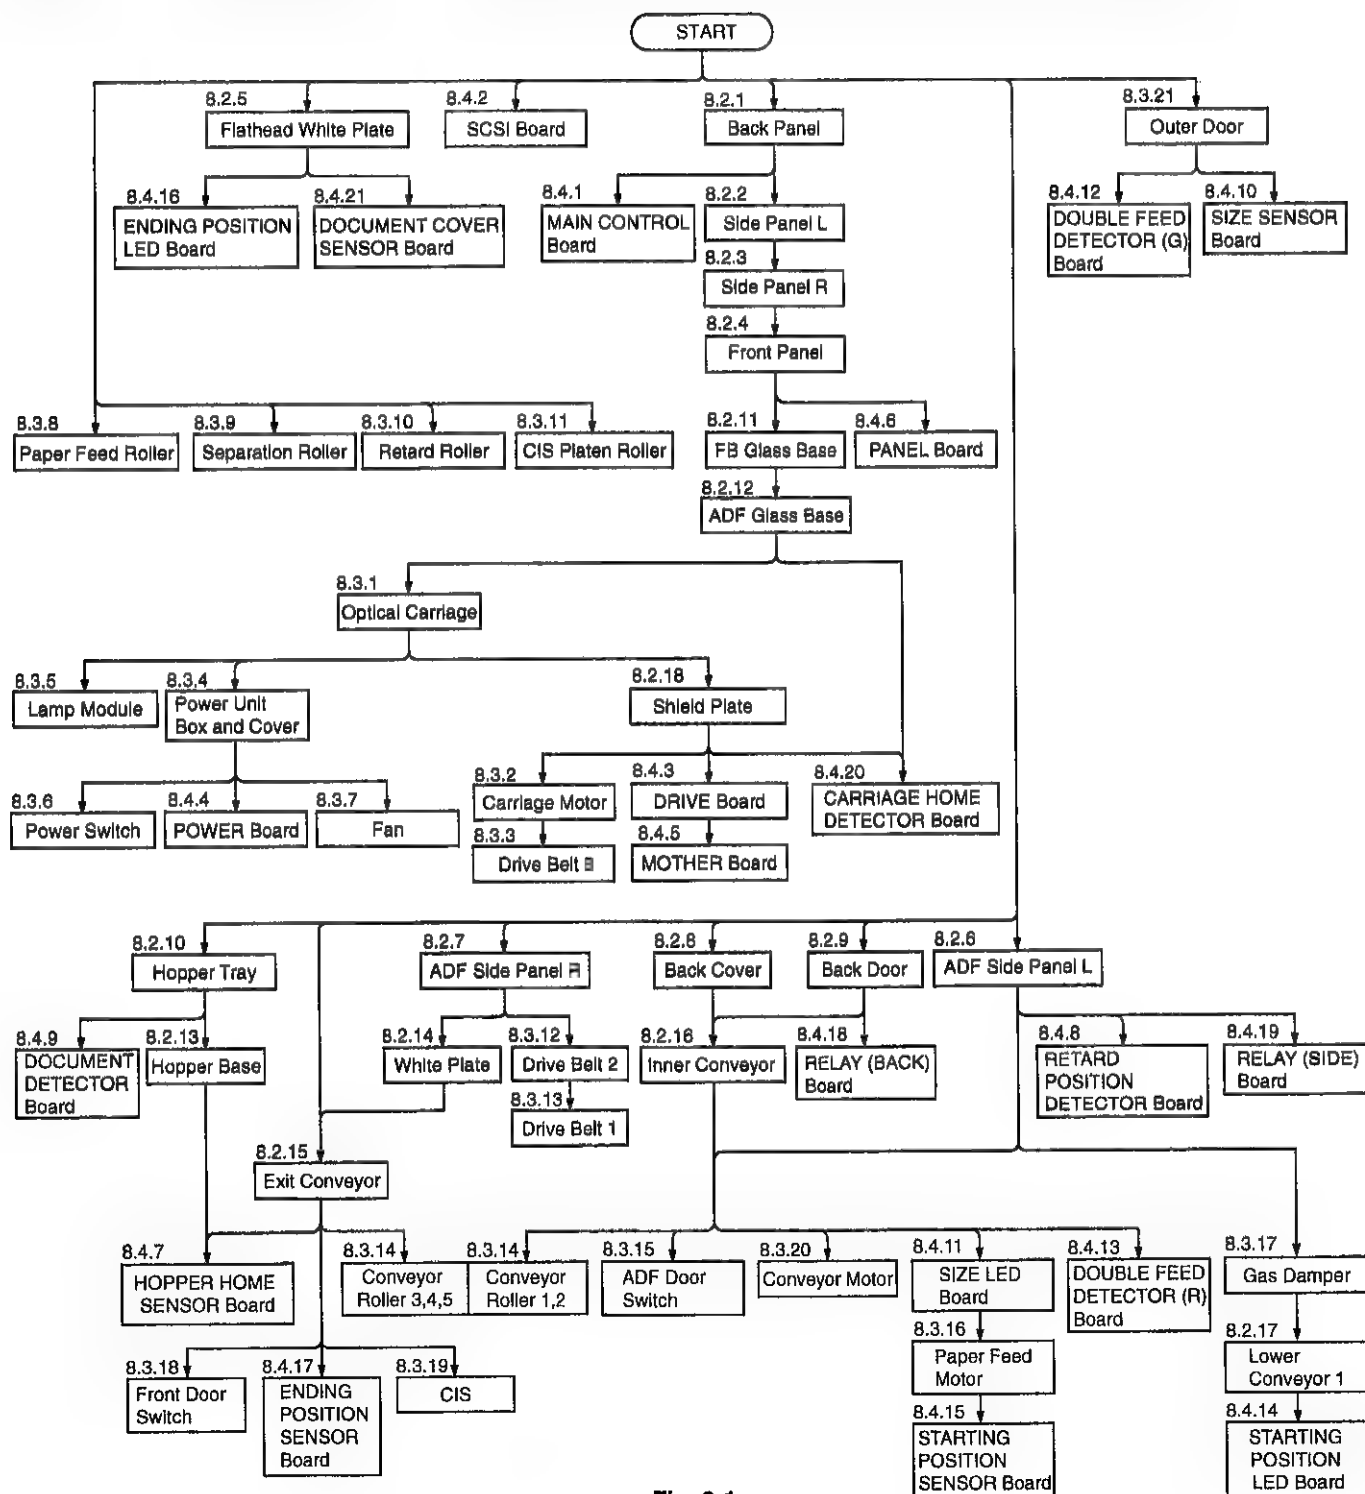 START
8.2.5
Flathead White Plate
8.4.2
SCSI Board
8.2.1
Back Panel
8.3.21
Outer Door
8.4.16
ENDING POSITION
LED Board
8.4.21
DOCUMENT COVER
SENSOR Board
8.4.1
MAIN CONTROL
Board
8.2.2
Side Panel L
8.4.12
DOUBLE FEED
DETECTOR (G)
Board
8.4.10
SIZE SENSOR
Board
8.2.3
Side Panel R
8.2.4
Front Panel
8.3.8
Paper Feed Roller
8.3.9
Separation Roller
8.3.10
Retard Roller
8.3.11
CIS Platen Roller
8.2.11
FB Glass Base
8.4.6
PANEL Board
8.2.12
ADF Glass Base
8.3.1
Optical Carriage
8.3.5
Lamp Module
8.3.4
Power Unit
Box and Cover
8.2.18
Shield Plate
8.3.6
Power Switch
8.4.4
POWER Board
8.3.7
Fan
8.3.2
Carriage Motor
8.4.3
DRIVE Board
8.4.20
CARRIAGE HOME
DETECTOR Board
8.3.3
Drive Belt
8.4.5
MOTHER Board
8.2.10
Hopper Tray
8.2.7
ADF Side Panel R
8.2.8
Back Cover
8.2.9
Back Door
8.2.6
ADF Side Panel L
8.4.9
DOCUMENT
DETECTOR
Board
8.2.13
Hopper Base
8.2.14
White Plate
8.3.12
Drive Belt 2
8.2.16
Inner Conveyor
8.4.18
RELAY (BACK)
Board
8.4.8
RETARD
POSITION
DETECTOR Board
8.4.19
RELAY (SIDE)
Board
8.3.13
Drive Belt 1
8.2.15
Exit Conveyor
8.4.7
HOPPER HOME
SENSOR Board
8.3.14
Conveyor
Roller 3,4,5
8.3.14
Conveyor
Roller 1,2
8.3.15
ADF Door
Switch
8.3.20
Conveyor Motor
8.4.11
SIZE LED
Board
8.4.13
DOUBLE FEED
DETECTOR (R)
Board
8.3.17
Gas Damper
8.3.18
Front Door
Switch
8.4.17
ENDING
POSITION
SENSOR
Board
8.3.19
CIS
8.3.16
Paper Feed
Motor
8.2.17
Lower
Conveyor 1
8.4.15
STARTING
POSITION
SENSOR Board
8.4.14
STARTING
POSITION
LED Board